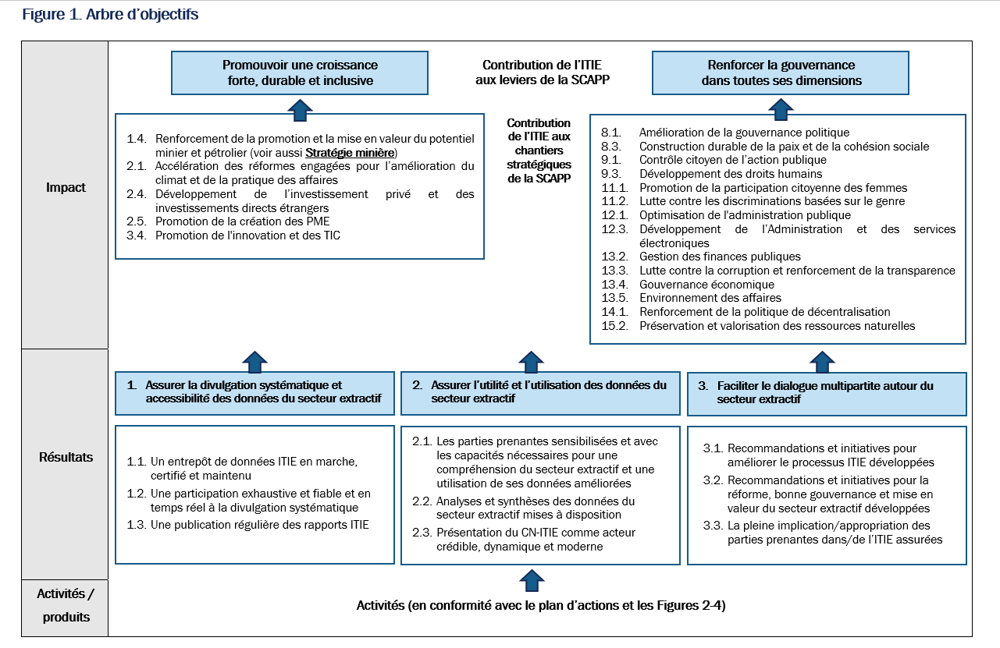 Figure 1. Arbre d’objectifs
Impact
Promouvoir une croissance
forte, durable et inclusive
Contribution de l’ITIE
aux leviers de la SCAPP
Renforcer la gouvernance
dans toutes ses dimensions
1.4. Renforcement de la promotion et la mise en valeur du potentiel
minier et pétrolier (voir aussi Stratégie minière)
2.1. Accélération des réformes engagées pour l’amélioration du
climat et de la pratique des affaires
2.4. Développement de l’investissement privé et des
investissements directs étrangers
2.5. Promotion de la création des PME
3.4. Promotion de l'innovation et des TIC
Contribution
de l’ITIE aux
chantiers
stratégiques
de la SCAPP
8.1. Amélioration de la gouvernance politique
8.3. Construction durable de la paix et de la cohésion sociale
9.1. Contrôle citoyen de l’action publique
9.3. Développement des droits humains
11.1. Promotion de la participation citoyenne des femmes
11.2. Lutte contre les discriminations basées sur le genre
12.1. Optimisation de l'administration publique
12.3. Développement de l’Administration et des services
électroniques
13.2. Gestion des finances publiques
13.3. Lutte contre la corruption et renforcement de la transparence
13.4. Gouvernance économique
13.5. Environnement des affaires
14.1. Renforcement de la politique de décentralisation
15.2. Préservation et valorisation des ressources naturelles
Résultats
1. Assurer la divulgation systématique et
accessibilité des données du secteur extractif
2. Assurer l’utilité et l’utilisation des données du
secteur extractif
3. Faciliter le dialogue multipartite autour du
secteur extractif
1.1. Un entrepôt de données ITIE en marche,
certifié et maintenu
1.2. Une participation exhaustive et fiable et en
temps réel à la divulgation systématique
1.3. Une publication régulière des rapports ITIE
2.1. Les parties prenantes sensibilisées et avec
les capacités nécessaires pour une
compréhension du secteur extractif et une
utilisation de ses données améliorées
2.2. Analyses et synthèses des données du
secteur extractif mises à disposition
2.3. Présentation du CN-ITIE comme acteur
crédible, dynamique et moderne
3.1. Recommandations et initiatives pour
améliorer le processus ITIE développées
3.2. Recommandations et initiatives pour la
réforme, bonne gouvernance et mise en
valeur du secteur extractif développées
3.3. La pleine implication/appropriation des
parties prenantes dans/de l’ITIE assurées
Activités /
produits
Activités (en conformité avec le plan d’actions et les Figures 2-4)